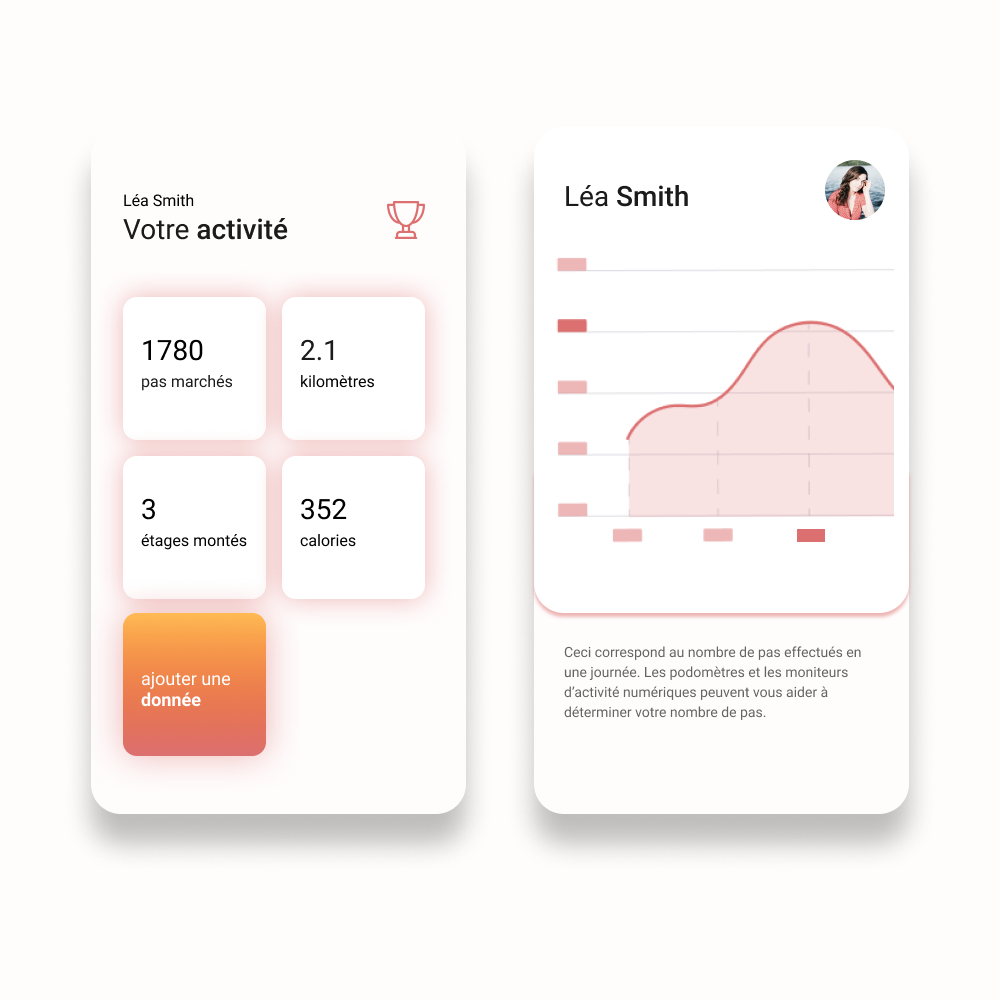 Léa Smith
Votre activité
1780
pas marchés
2.1
kilomètres
3
étages montés
352
calories
ajouter une
donnée
Léa Smith
Ceci correspond au nombre de pas effectués en
une journée. Les podomètres et les moniteurs
d’activité numériques peuvent vous aider à
déterminer votre nombre de pas.